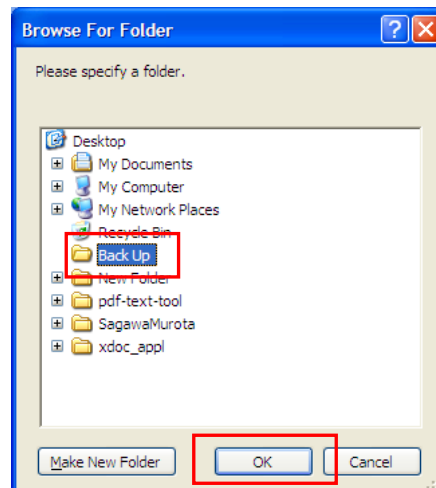 Browse For Folder
Please specify a folder.
Desktop
My Documents
My Computer
My Network Places
Recycle Bin
Back Up
New Folder
pdf-text-tool
SagawaMurota
xdoc_appl
Make New Folder
OK
Cancel